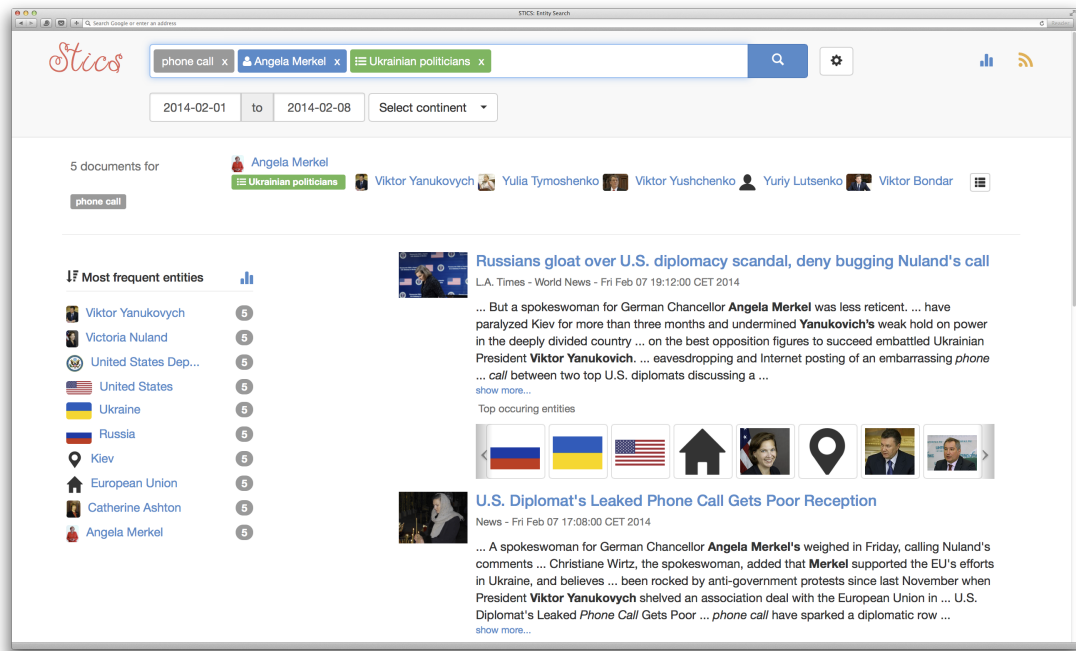 STICS: Entity Search
Search Google or enter an address
Reader
Stics
phone call x Angela Merkel x Ukrainian politicians x
2014-02-01 to 2014-02-08 Select continent
5 documents for
Angela Merkel
Ukrainian politicians Viktor Yanukovych Yulia Tymoshenko Viktor Yushchenko Yuriy Lutsenko Viktor Bondar
phone call
Most frequent entities
Viktor Yanukovych 5
Victoria Nuland 5
United States Dep... 5
United States 5
Ukraine 5
Russia 5
Kiev 5
European Union 5
Catherine Ashton 5
Angela Merkel 5
Russians gloat over U.S. diplomacy scandal, deny bugging Nuland's call
L.A. Times - World News - Fri Feb 07 19:12:00 CET 2014
... But a spokeswoman for German Chancellor Angela Merkel was less reticent. ... have
paralyzed Kiev for more than three months and undermined Yanukovich's weak hold on power
in the deeply divided country ... on the best opposition figures to succeed embattled Ukrainian
President Viktor Yanukovich. ... eavesdropping and Internet posting of an embarrassing phone
... call between two top U.S. diplomats discussing a ...
show more...
Top occuring entities
U.S. Diplomat's Leaked Phone Call Gets Poor Reception
News - Fri Feb 07 17:08:00 CET 2014
... A spokeswoman for German Chancellor Angela Merkel's weighed in Friday, calling Nuland's
comments ... Christiane Wirtz, the spokeswoman, added that Merkel supported the EU's efforts
in Ukraine, and believes ... been rocked by anti-government protests since last November when
President Viktor Yanukovych shelved an association deal with the European Union in ... U.S.
Diplomat's Leaked Phone Call Gets Poor ... phone call have sparked a diplomatic row ...
show more...